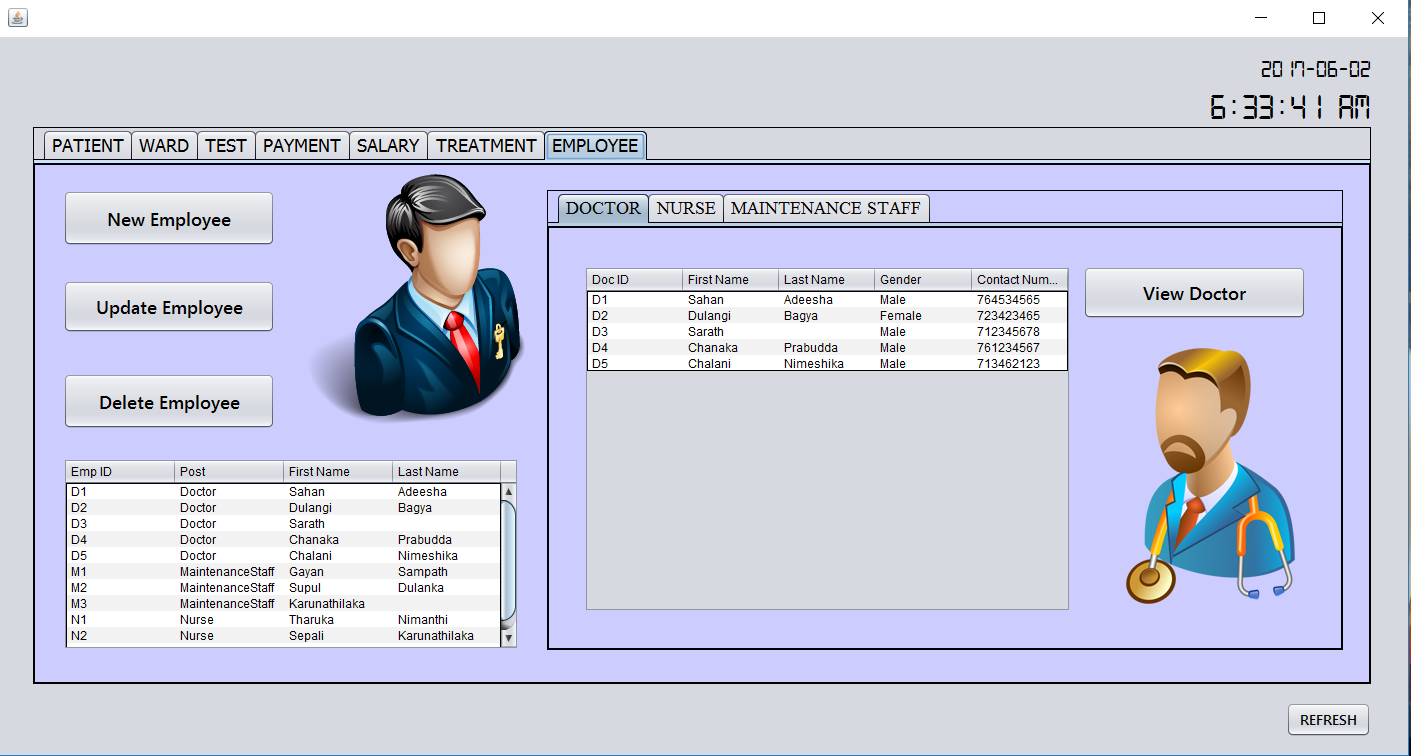 2017-06-02
6:33:41 AM
PATIENT WARD TEST PAYMENT SALARY TREATMENT EMPLOYEE
New Employee
Update Employee
Delete Employee
Emp ID Post First Name Last Name
D1 Doctor Sahan Adeesha
D2 Doctor Dulangi Bagya
D3 Doctor Sarath
D4 Doctor Chanaka Prabudda
D5 Doctor Chalani Nimeshika
M1 MaintenanceStaff Gayan Sampath
M2 MaintenanceStaff Supul Dulanka
M3 MaintenanceStaff Karunathilaka
N1 Nurse Tharuka Nimanthi
N2 Nurse Sepali Karunathilaka
DOCTOR NURSE MAINTENANCE STAFF
Doc ID First Name Last Name Gender Contact Num...
D1 Sahan Adeesha Male 764534565
D2 Dulangi Bagya Female 723423465
D3 Sarath Male 712345678
D4 Chanaka Prabudda Male 761234567
D5 Chalani Nimeshika Male 713462123
View Doctor
REFRESH